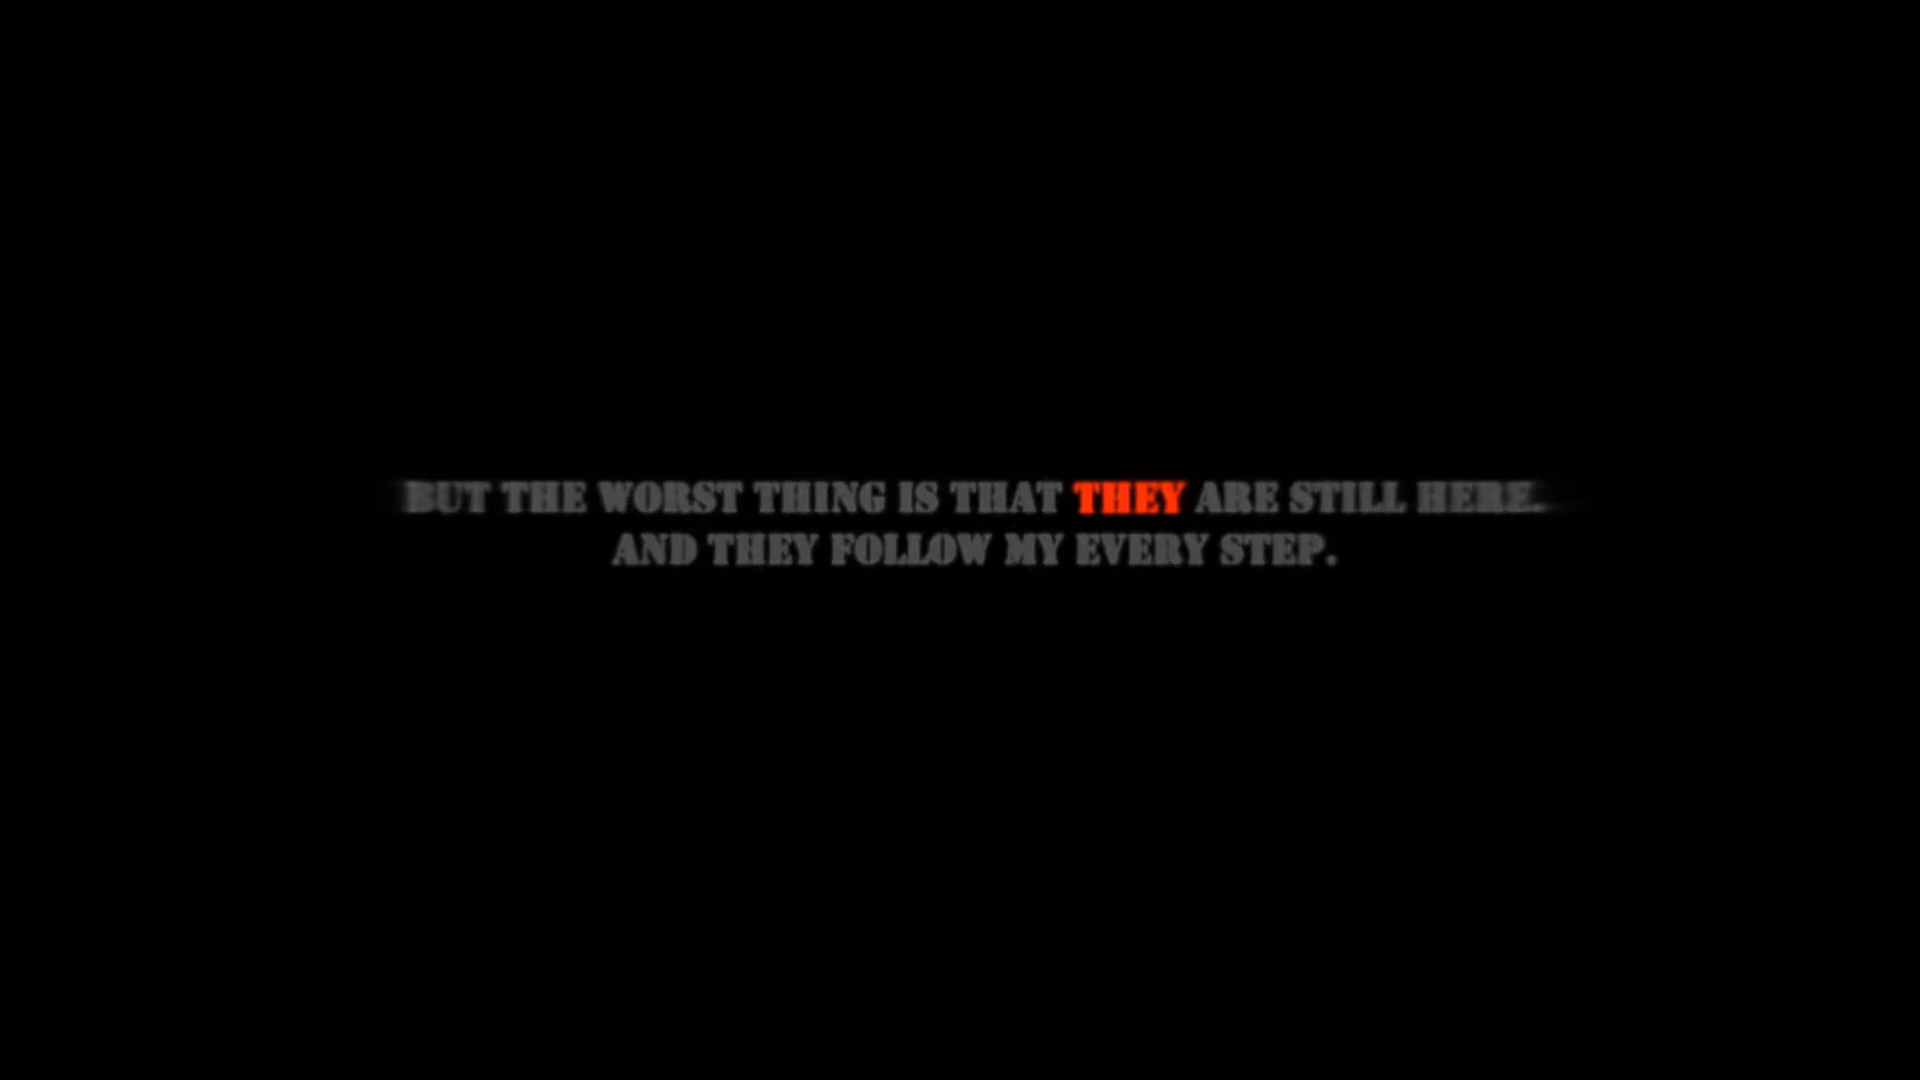 BUT THE WORST THING IS THAT THEY ARE STILL HERE.
AND THEY FOLLOW MY EVERY STEP.